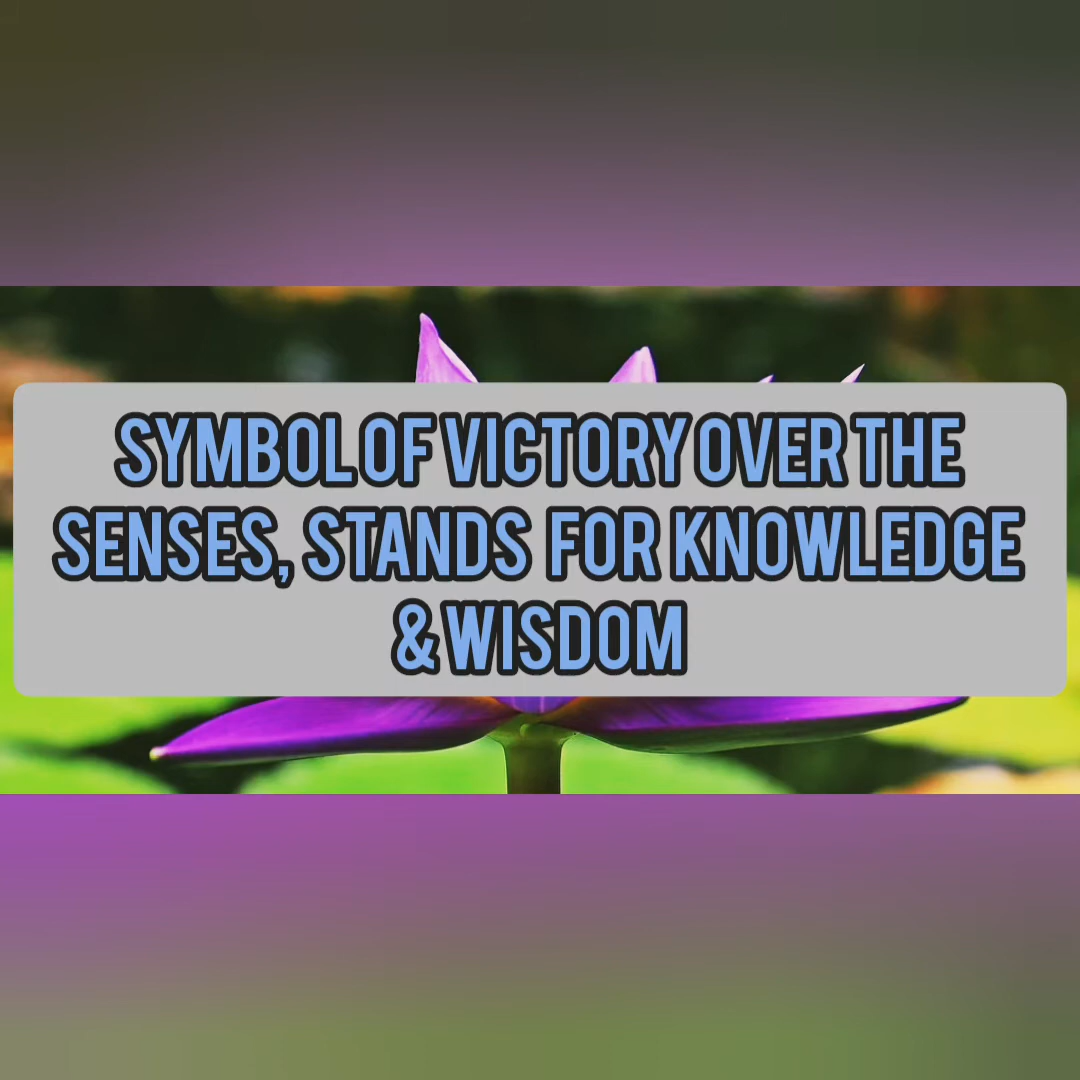 SYMBOL OF VICTORY OVER THE
SENSES, STANDS FOR KNOWLEDGE
& WISDOM